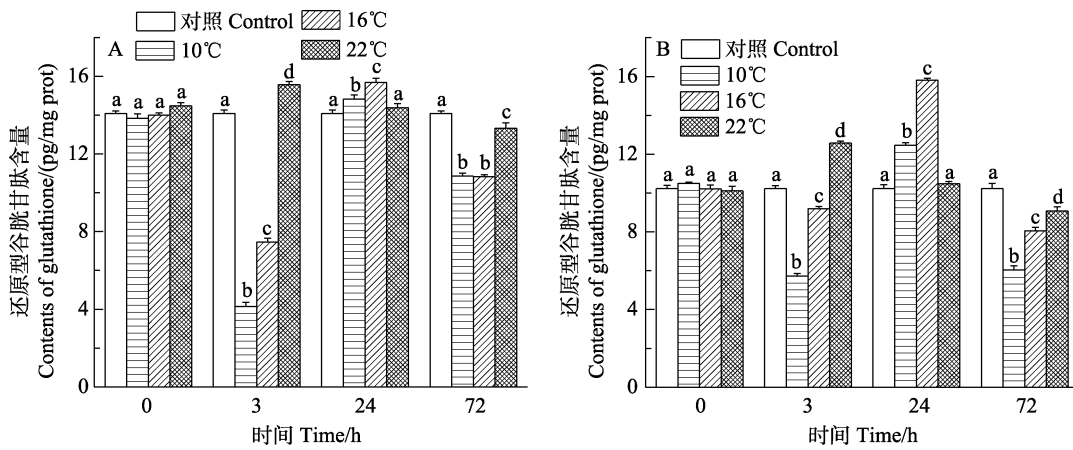 A
对照 Control
10℃
16℃
22℃
还原型谷胱甘肽含量
Contents of glutathione/(pg/mg prot)
16
12
8
4
0
a a a a
a b c d
a b c a
a b b c
0 3 24 72
时间 Time/h
B
对照 Control
10℃
16℃
22℃
还原型谷胱甘肽含量
Contents of glutathione/(pg/mg prot)
16
12
8
4
0
a a a a
a b c d
a b c a
a b c d
0 3 24 72
时间 Time/h